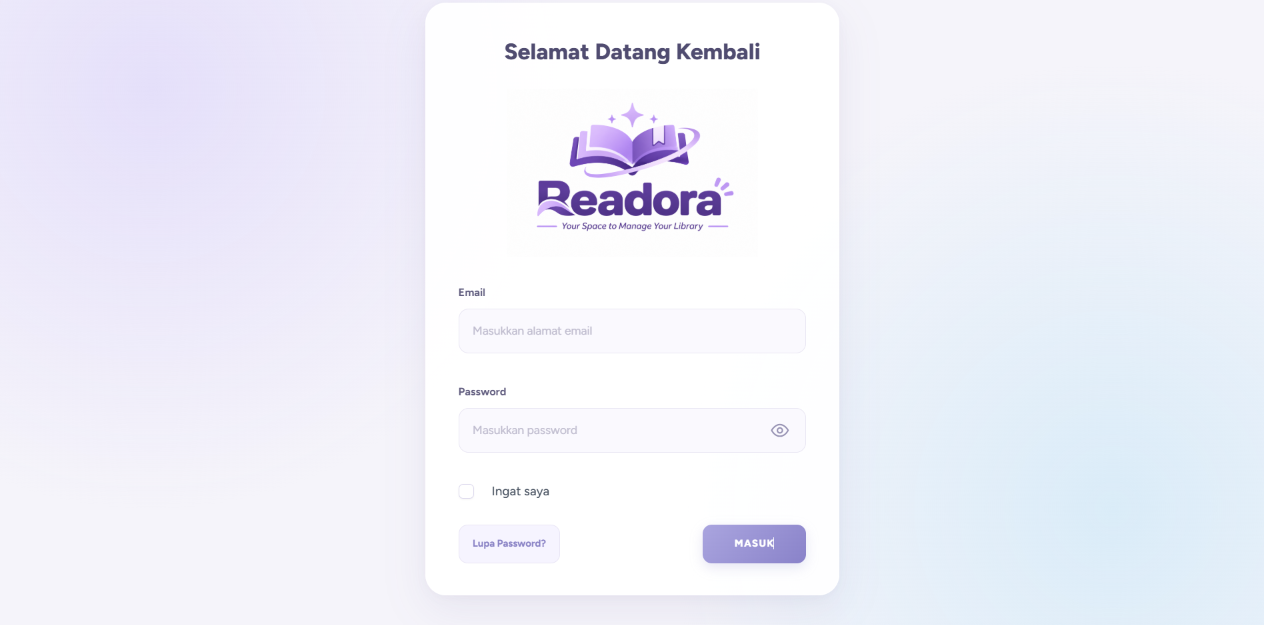 Selamat Datang Kembali
Readora
Your Space to Manage Your Library
Email
Masukkan alamat email
Password
Masukkan password
Ingat saya
Lupa Password?
MASUK